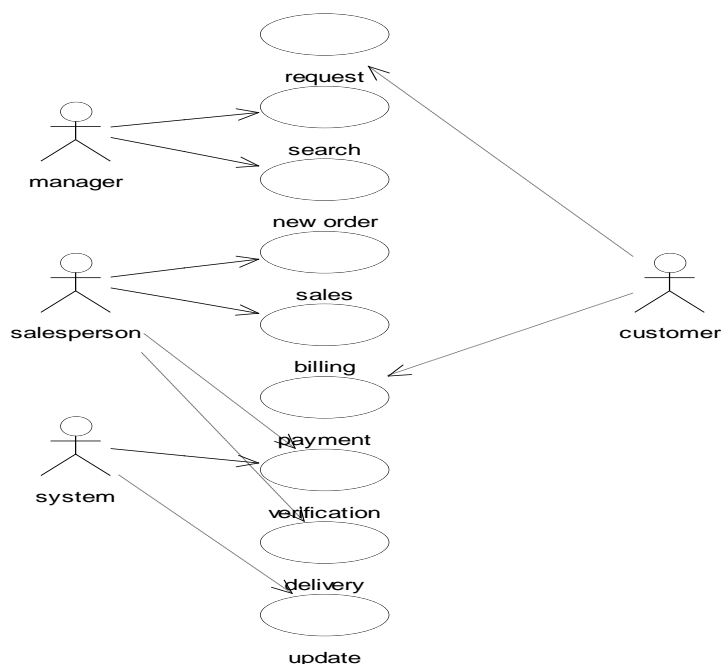 request
search
manager
new order
sales
salesperson
customer
billing
payment
system
verification
delivery
update